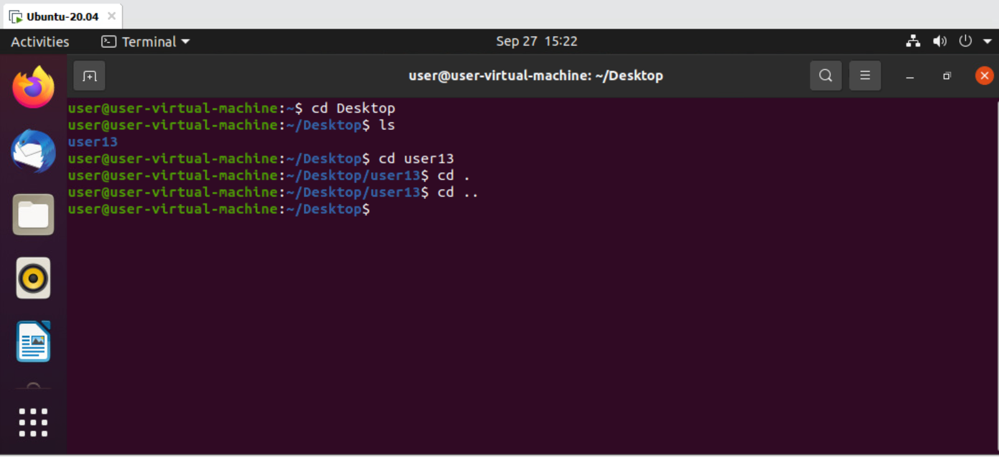 Ubuntu-20.04
Activities Terminal Sep 27 15:22
user@user-virtual-machine: ~/Desktop
user@user-virtual-machine:~$ cd Desktop
user@user-virtual-machine:~/Desktop$ ls
user13
user@user-virtual-machine:~/Desktop$ cd user13
user@user-virtual-machine:~/Desktop/user13$ cd .
user@user-virtual-machine:~/Desktop/user13$ cd ..
user@user-virtual-machine:~/Desktop$